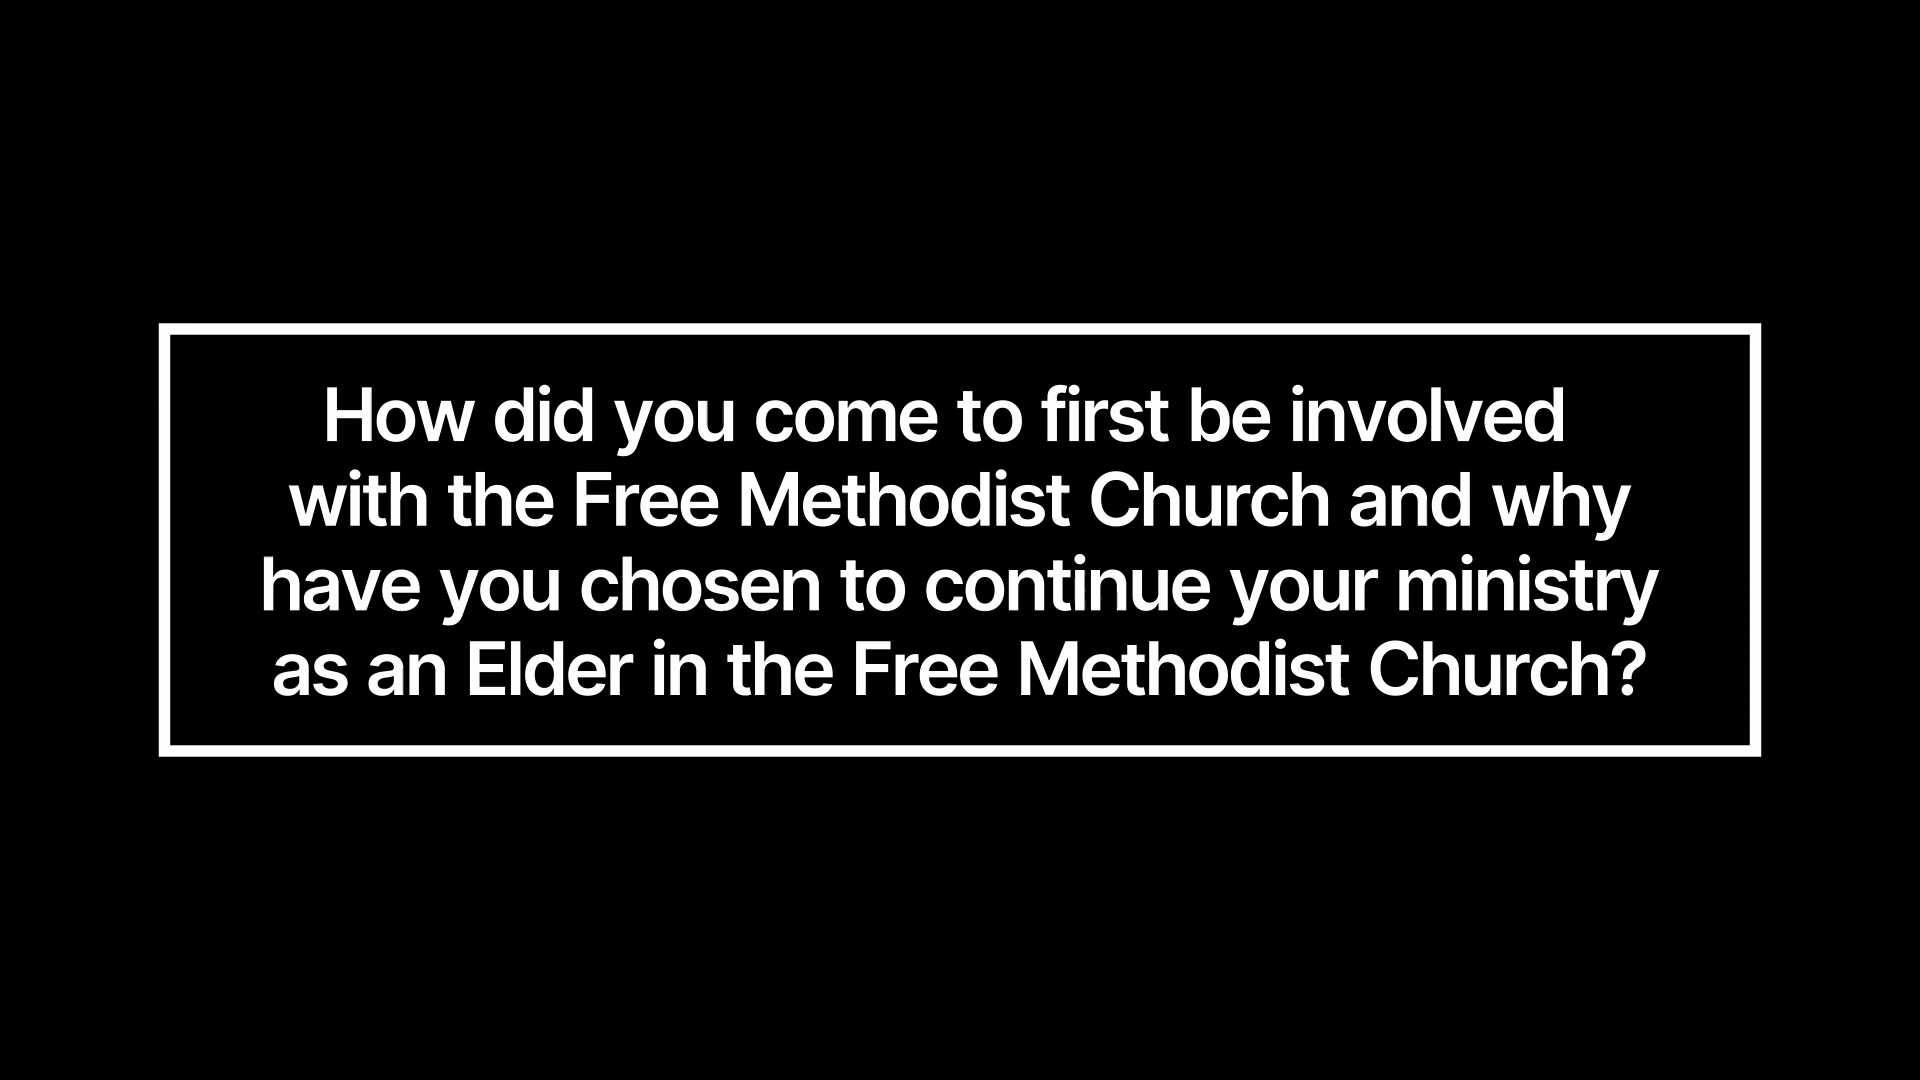 How did you come to first be involved
with the Free Methodist Church and why
have you chosen to continue your ministry
as an Elder in the Free Methodist Church?